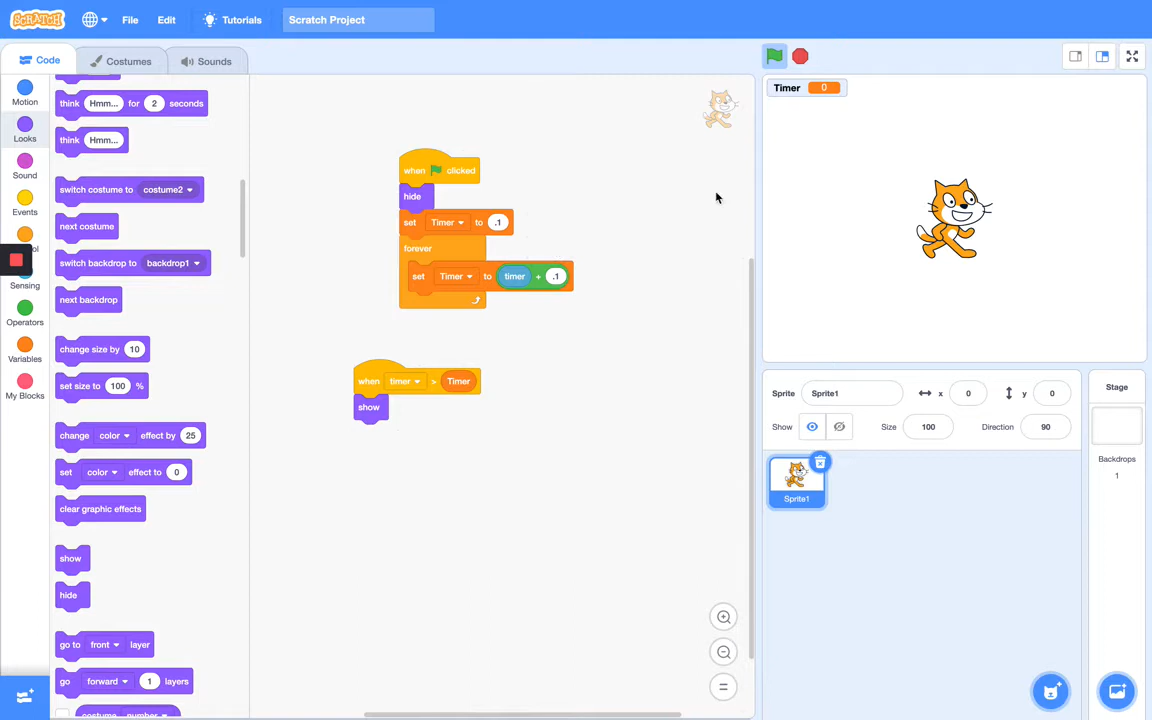 SCRATCH File Edit Tutorials Scratch Project
Code Costumes Sounds
Motion
Looks
Sound
Events
Sensing
Operators
Variables
My Blocks
think Hmm... for 2 seconds
think Hmm...
switch costume to costume2
next costume
switch backdrop to backdrop1
next backdrop
change size by 10
set size to 100 %
change color effect by 25
set color effect to 0
clear graphic effects
show
hide
go to front layer
go forward 1 layers
costume number
when clicked
hide
set Timer to .1
forever
set Timer to timer + .1
when timer > Timer
show
Timer 0
Sprite Sprite1 x 0 y 0
Show Size 100 Direction 90
Sprite1
Stage
Backdrops
1